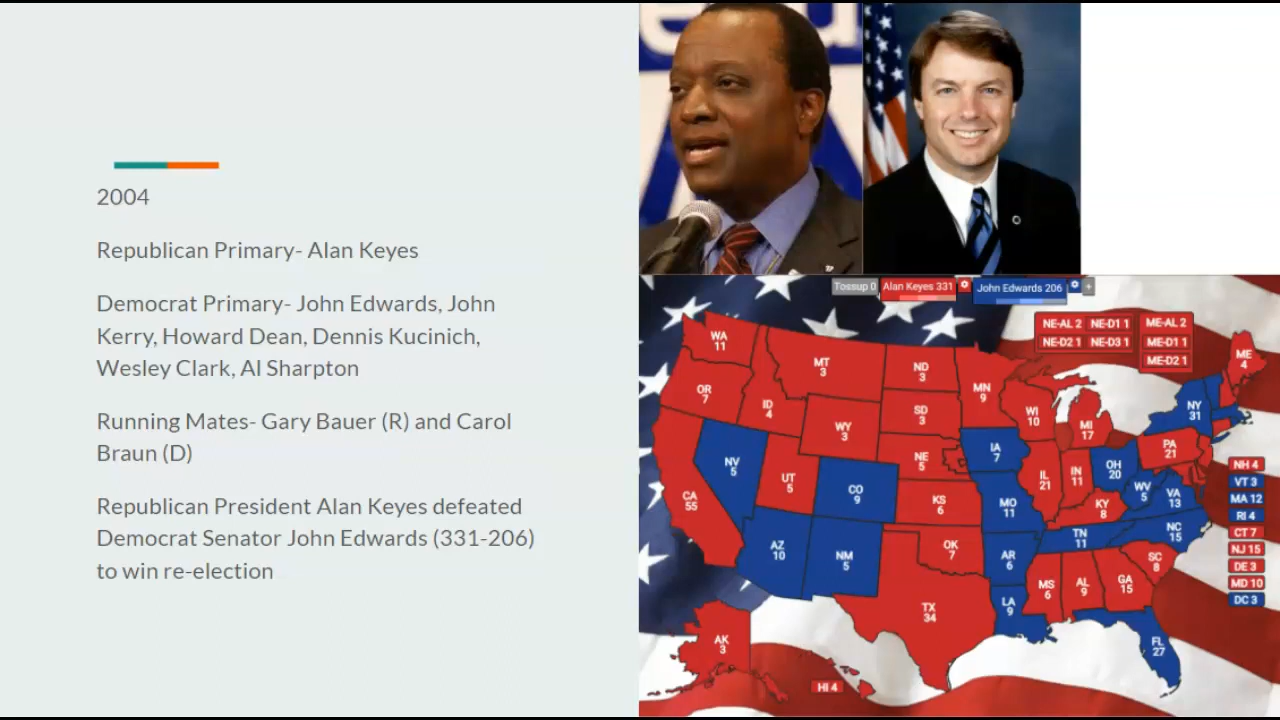 2004
Republican Primary- Alan Keyes
Democrat Primary- John Edwards, John
Kerry, Howard Dean, Dennis Kucinich,
Wesley Clark, Al Sharpton
Running Mates- Gary Bauer (R) and Carol
Braun (D)
Republican President Alan Keyes defeated
Democrat Senator John Edwards (331-206)
to win re-election
Tossup 0 Alan Keyes 331 John Edwards 206 +
NE-AL 2 NE-D1 1 ME-AL 2
NE-D2 1 NE-D3 1 ME-D1 1
ME-D2 1
WA 11
OR 7
CA 55
ID 4
NV 5
UT 5
AZ 10
MT 3
WY 3
CO 9
NM 5
ND 3
SD 3
NE 5
KS 6
OK 7
TX 34
MN 9
IA 7
MO 11
AR 6
LA 9
WI 10
IL 21
MI 17
IN 11
OH 20
KY 8
TN 11
MS 6
AL 9
GA 15
FL 27
SC 8
NC 15
VA 13
WV 5
PA 21
NY 31
ME 4
NH 4
VT 3
MA 12
RI 4
CT 7
NJ 15
DE 3
MD 10
DC 3
AK 3
HI 4